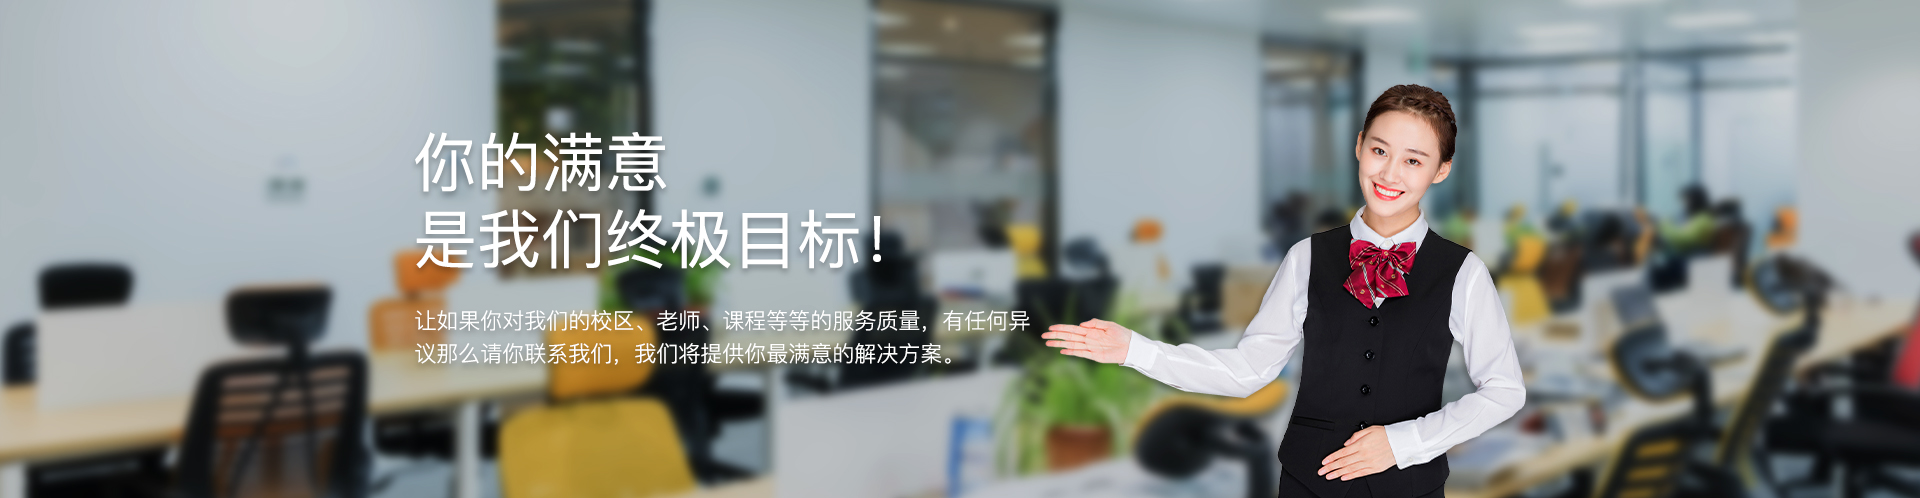 你的满意
是我们终极目标！
让如果你对我们的校区、老师、课程等等的服务质量，有任何异
议那么请你联系我们，我们将提供你最满意的解决方案。